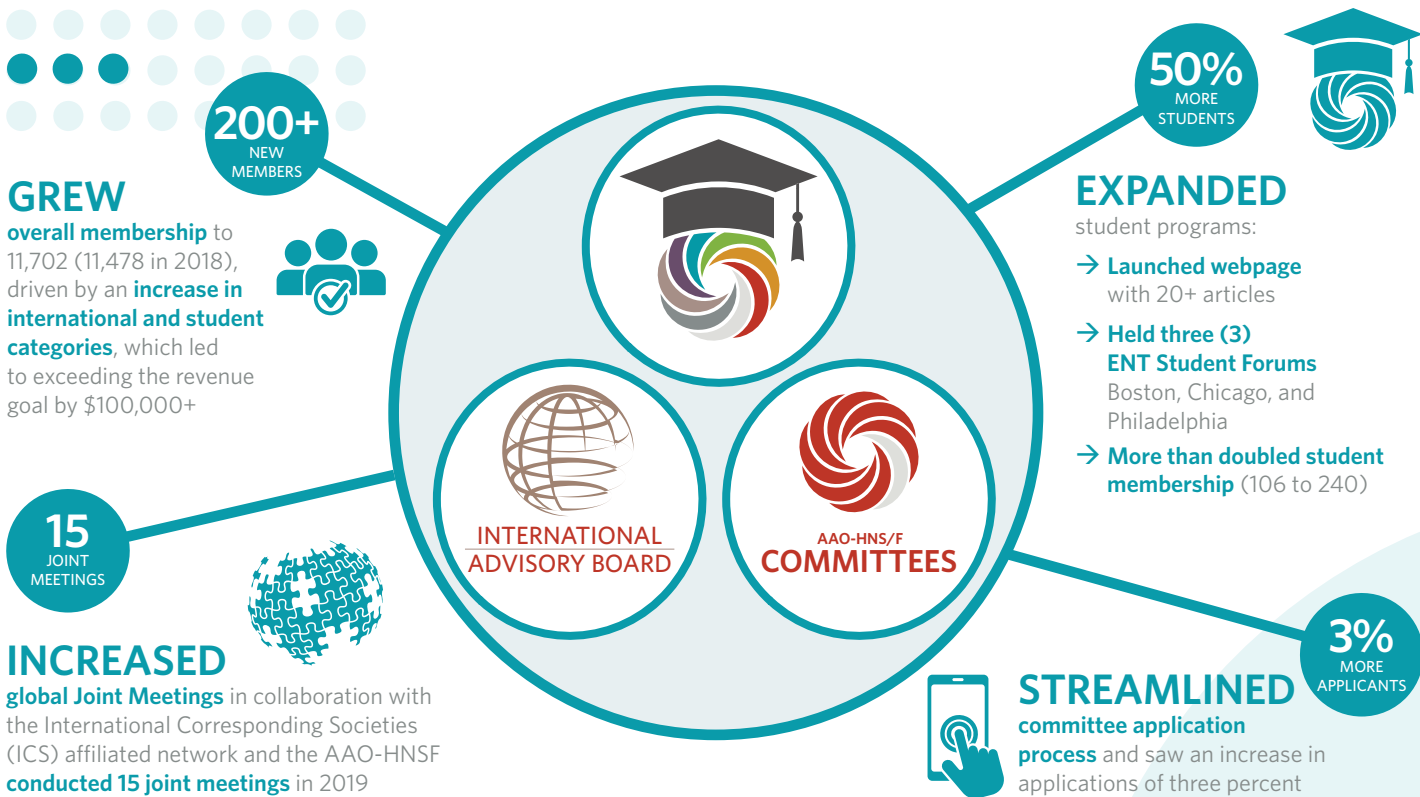 200+
NEW
MEMBERS
GREW
overall membership to
11,702 (11,478 in 2018),
driven by an increase in
international and student
categories, which led
to exceeding the revenue
goal by $100,000+
15
JOINT
MEETINGS
INCREASED
global Joint Meetings in collaboration with
the International Corresponding Societies
(ICS) affiliated network and the AAO-HNSF
conducted 15 joint meetings in 2019
INTERNATIONAL
ADVISORY BOARD
AAO-HNS/F
COMMITTEES
50%
MORE
STUDENTS
EXPANDED
student programs:
→ Launched webpage
with 20+ articles
→ Held three (3)
ENT Student Forums
Boston, Chicago, and
Philadelphia
→ More than doubled student
membership (106 to 240)
3%
MORE
APPLICANTS
STREAMLINED
committee application
process and saw an increase in
applications of three percent